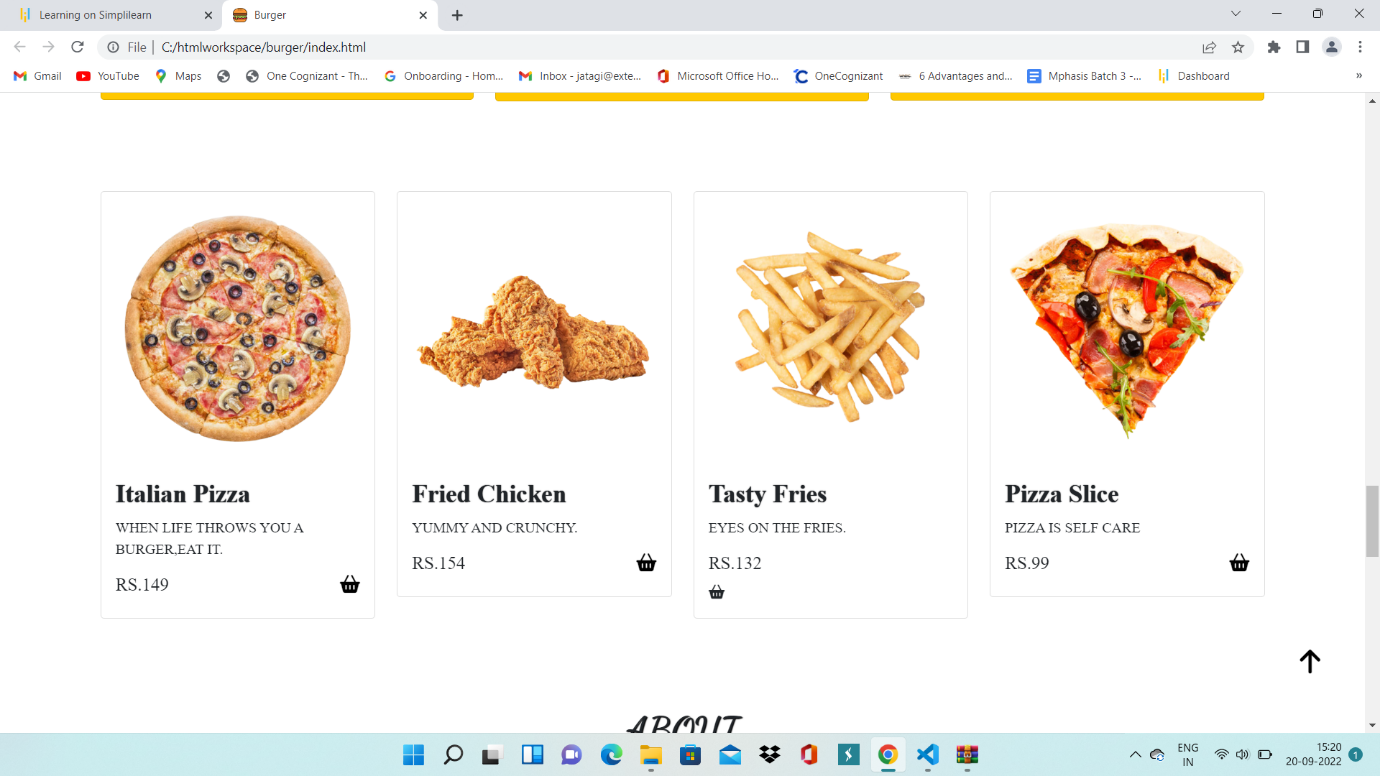 Learning on Simplilearn
Burger
File | C:/htmlworkspace/burger/index.html
Gmail
YouTube
Maps
One Cognizant - Th...
Onboarding - Hom...
Inbox - jatagi@exte...
Microsoft Office Ho...
OneCognizant
6 Advantages and...
Mphasis Batch 3 -...
Dashboard
»
Italian Pizza
WHEN LIFE THROWS YOU A
BURGER,EAT IT.
RS.149
Fried Chicken
YUMMY AND CRUNCHY.
RS.154
Tasty Fries
EYES ON THE FRIES.
RS.132
Pizza Slice
PIZZA IS SELF CARE
RS.99
ABOUT
ENG
IN
15:20
20-09-2022
1